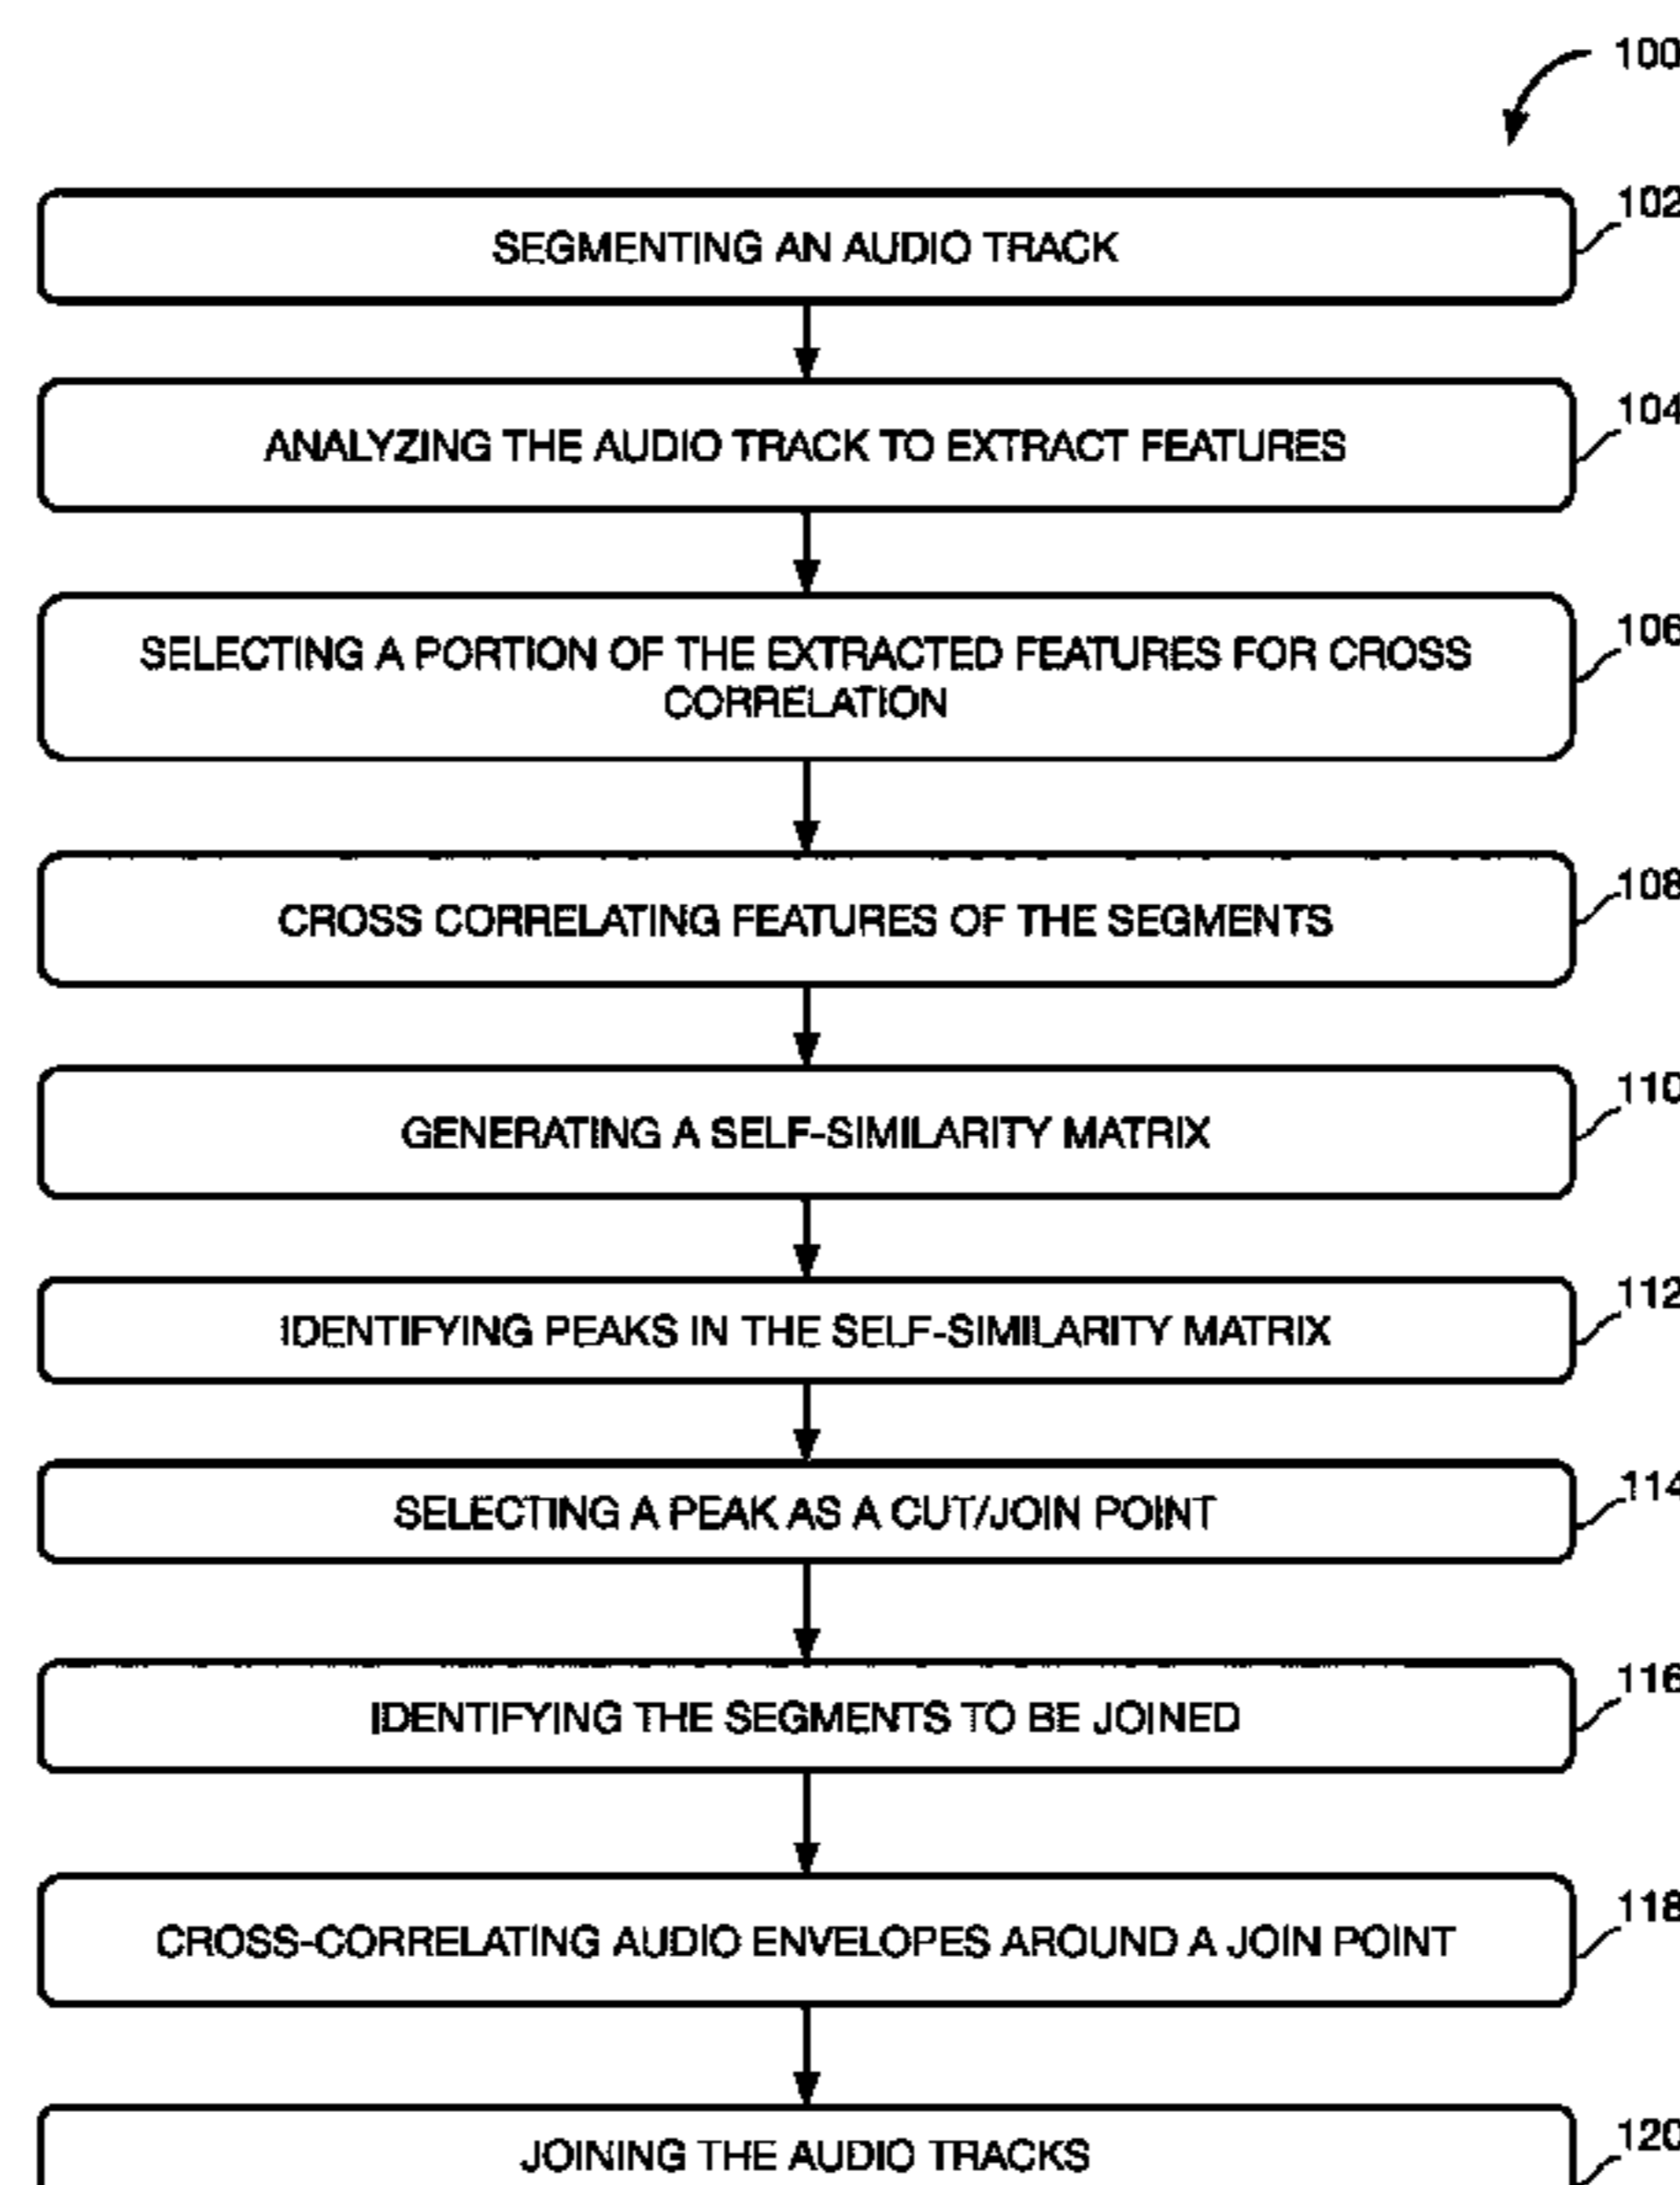 100
102
SEGMENTING AN AUDIO TRACK
104
ANALYZING THE AUDIO TRACK TO EXTRACT FEATURES
106
SELECTING A PORTION OF THE EXTRACTED FEATURES FOR CROSS
CORRELATION
108
CROSS CORRELATING FEATURES OF THE SEGMENTS
110
GENERATING A SELF-SIMILARITY MATRIX
112
IDENTIFYING PEAKS IN THE SELF-SIMILARITY MATRIX
114
SELECTING A PEAK AS A CUT/JOIN POINT
116
IDENTIFYING THE SEGMENTS TO BE JOINED
118
CROSS-CORRELATING AUDIO ENVELOPES AROUND A JOIN POINT
120
JOINING THE AUDIO TRACKS